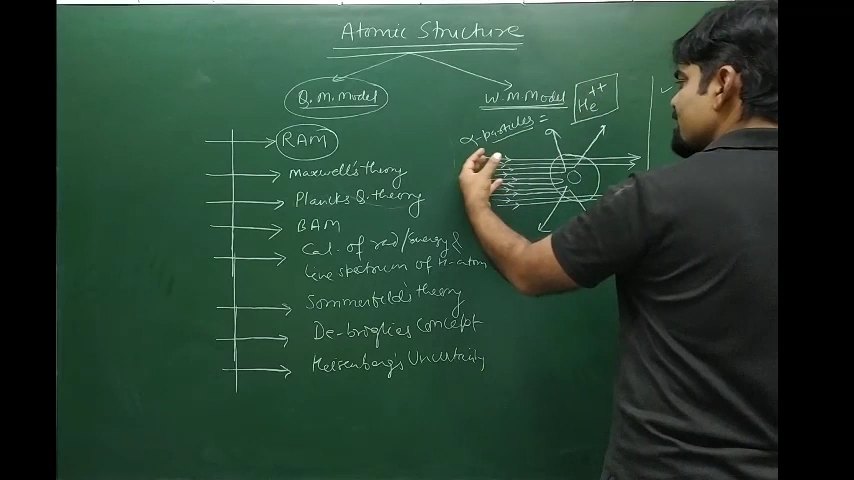 Atomic Structure
Q.M. Model
W.M. Model
He++
α-particles =
RAM
Maxwell's theory
Plancks Q. theory
BAM
Cal. of rad/energy &
line spectrum of H-atom
Sommerfeld's theory
De-broglies concept
Heisenberg's Uncertainty